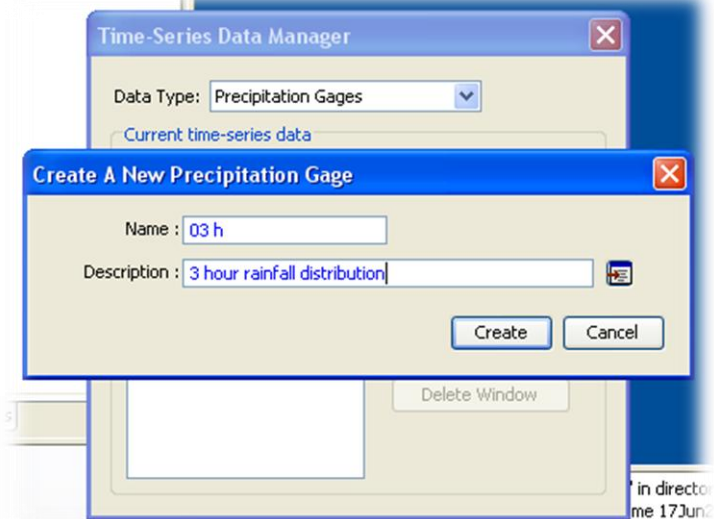 Time-Series Data Manager
Data Type: Precipitation Gages
Current time-series data
Create A New Precipitation Gage
Name : 03 h
Description : 3 hour rainfall distribution
Create Cancel
Delete Window
s
' in director
me 17Jun2